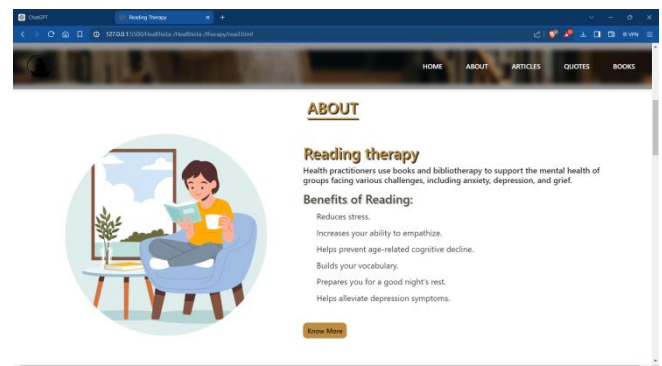 ChatGPT
Reading Therapy
127.0.0.1:5500/Healthista-/Healthista-/therapy/read.html
VPN
HOME ABOUT ARTICLES QUOTES BOOKS
ABOUT
Reading therapy
Health practitioners use books and bibliotherapy to support the mental health of
groups facing various challenges, including anxiety, depression, and grief.
Benefits of Reading:
Reduces stress.
Increases your ability to empathize.
Helps prevent age-related cognitive decline.
Builds your vocabulary.
Prepares you for a good night's rest.
Helps alleviate depression symptoms.
Know More